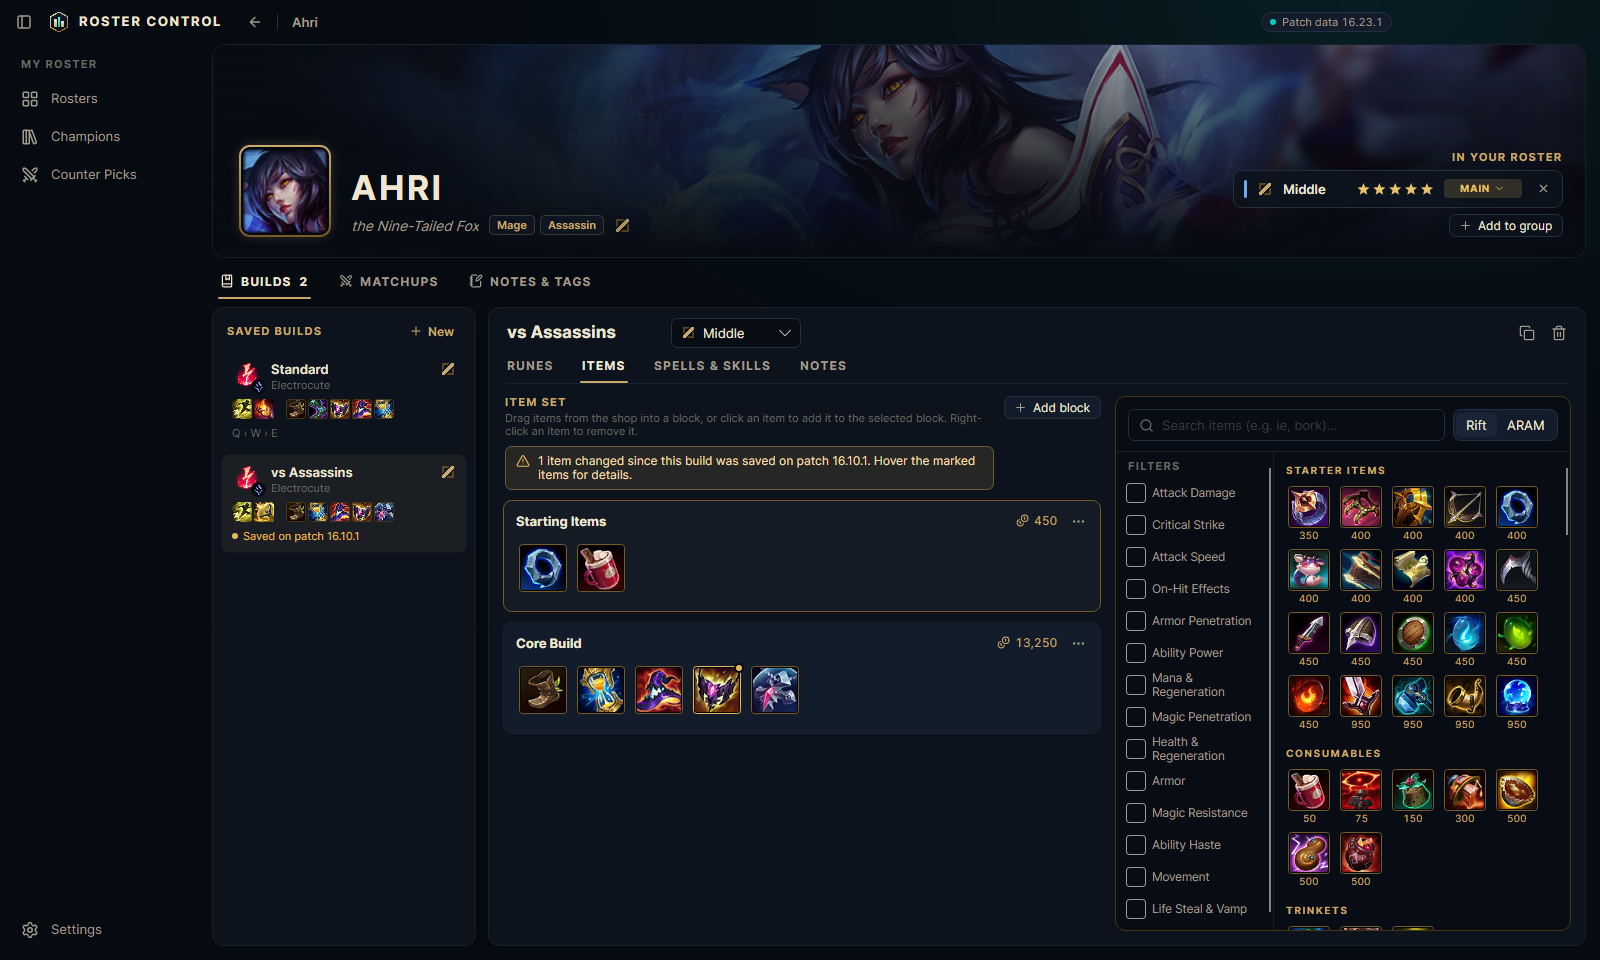 ROSTER CONTROL
Ahri
Patch data 16.23.1
MY ROSTER
Rosters
Champions
Counter Picks
Settings
AHRI
the Nine-Tailed Fox
Mage
Assassin
IN YOUR ROSTER
Middle
MAIN
Add to group
BUILDS 2
MATCHUPS
NOTES & TAGS
SAVED BUILDS
New
Standard
Electrocute
Q › W › E
vs Assassins
Electrocute
Saved on patch 16.10.1
vs Assassins
Middle
RUNES
ITEMS
SPELLS & SKILLS
NOTES
ITEM SET
Drag items from the shop into a block, or click an item to add it to the selected block. Right-
click an item to remove it.
Add block
1 item changed since this build was saved on patch 16.10.1. Hover the marked
items for details.
Starting Items
450
Core Build
13,250
Search items (e.g. ie, bork)...
Rift
ARAM
FILTERS
Attack Damage
Critical Strike
Attack Speed
On-Hit Effects
Armor Penetration
Ability Power
Mana &
Regeneration
Magic Penetration
Health &
Regeneration
Armor
Magic Resistance
Ability Haste
Movement
Life Steal & Vamp
STARTER ITEMS
350 400 400 400 400
400 400 400 400 450
450 450 450 450 450
450 950 950 950 950
CONSUMABLES
50 75 150 300 500
500 500
TRINKETS